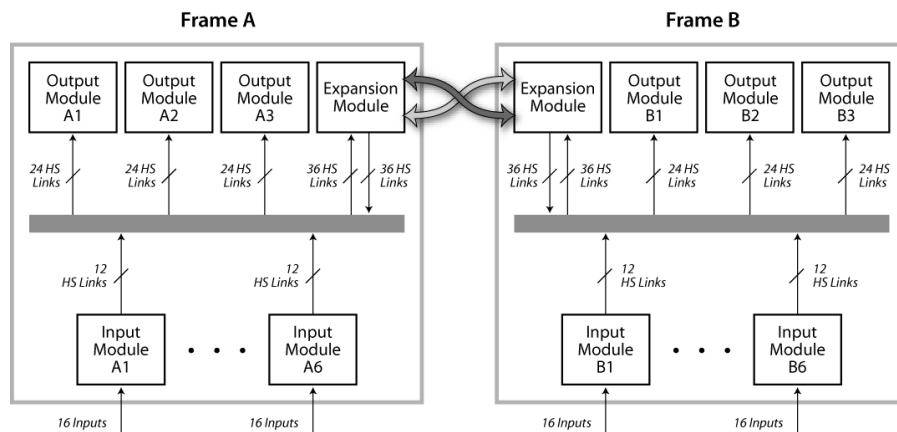 Frame A
Frame B
Output
Module
A1
Output
Module
A2
Output
Module
A3
Expansion
Module
Expansion
Module
Output
Module
B1
Output
Module
B2
Output
Module
B3
24 HS
Links
24 HS
Links
24 HS
Links
36 HS
Links
36 HS
Links
36 HS
Links
36 HS
Links
24 HS
Links
24 HS
Links
24 HS
Links
12
HS Links
12
HS Links
12
HS Links
12
HS Links
Input
Module
A1
Input
Module
A6
Input
Module
B1
Input
Module
B6
16 Inputs
16 Inputs
16 Inputs
16 Inputs